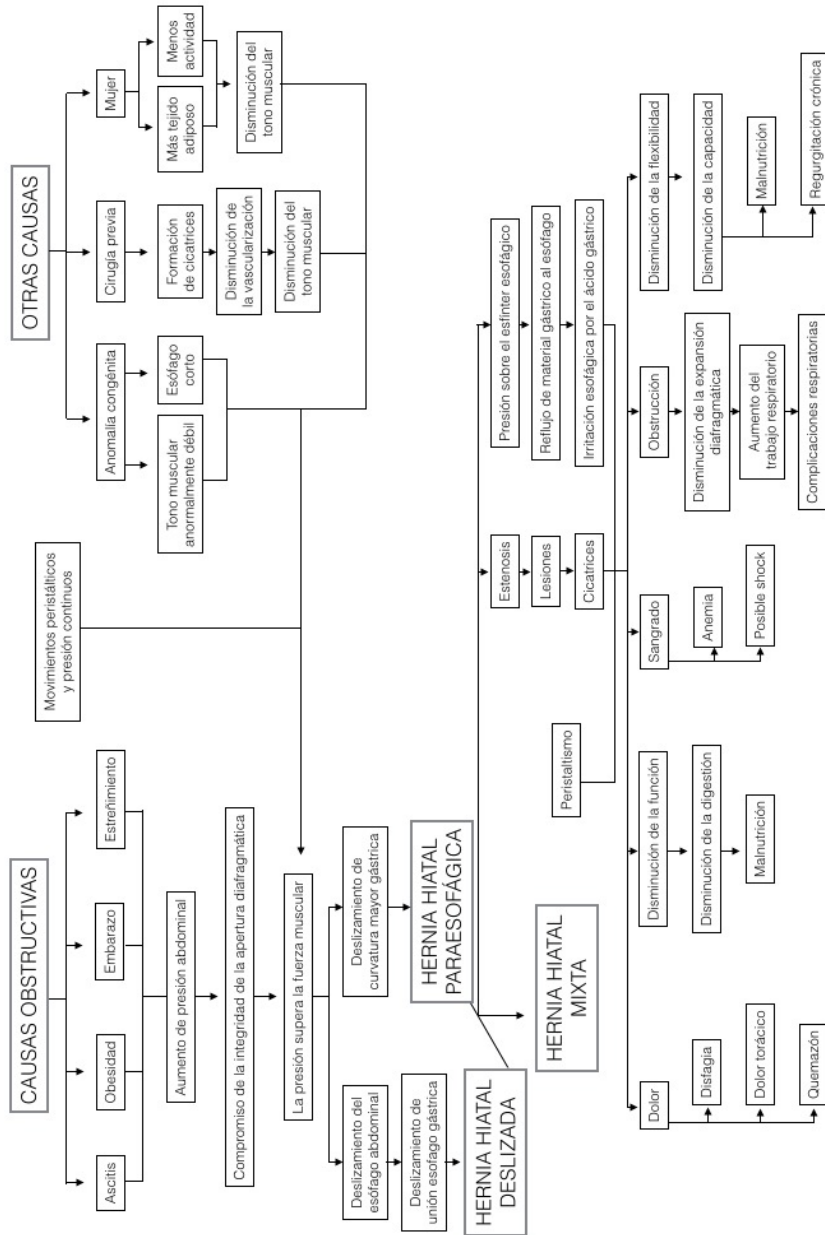 CAUSAS OBSTRUCTIVAS
Ascitis
Obesidad
Embarazo
Estreñimiento
Aumento de presión abdominal
Compromiso de la integridad de la apertura diafragmática
La presión supera la fuerza muscular
Movimientos peristálticos
y presión continuos
OTRAS CAUSAS
Anomalía congénita
Tono muscular
anormalmente débil
Esófago
corto
Cirugía previa
Formación
de cicatrices
Disminución de
la vascularización
Disminución del
tono muscular
Mujer
Más tejido
adiposo
Menos
actividad
Disminución del
tono muscular
Deslizamiento del
esófago abdominal
Deslizamiento de
unión esofago gástrica
HERNIA HIATAL
DESLIZADA
Deslizamiento de
curvatura mayor gástrica
HERNIA HIATAL
PARAESOFÁGICA
HERNIA HIATAL
MIXTA
Estenosis
Lesiones
Cicatrices
Presión sobre el esfinter esofágico
Reflujo de material gástrico al esófago
Irritación esofágica por el ácido gástrico
Peristaltismo
Dolor
Disfagia
Dolor torácico
Quemazón
Disminución de la función
Disminución de la digestión
Malnutrición
Sangrado
Anemia
Posible shock
Obstrucción
Disminución de la expansión
diafragmática
Aumento del
trabajo respiratorio
Complicaciones respiratorias
Disminución de la flexibilidad
Disminución de la capacidad
Malnutrición
Regurgitación crónica